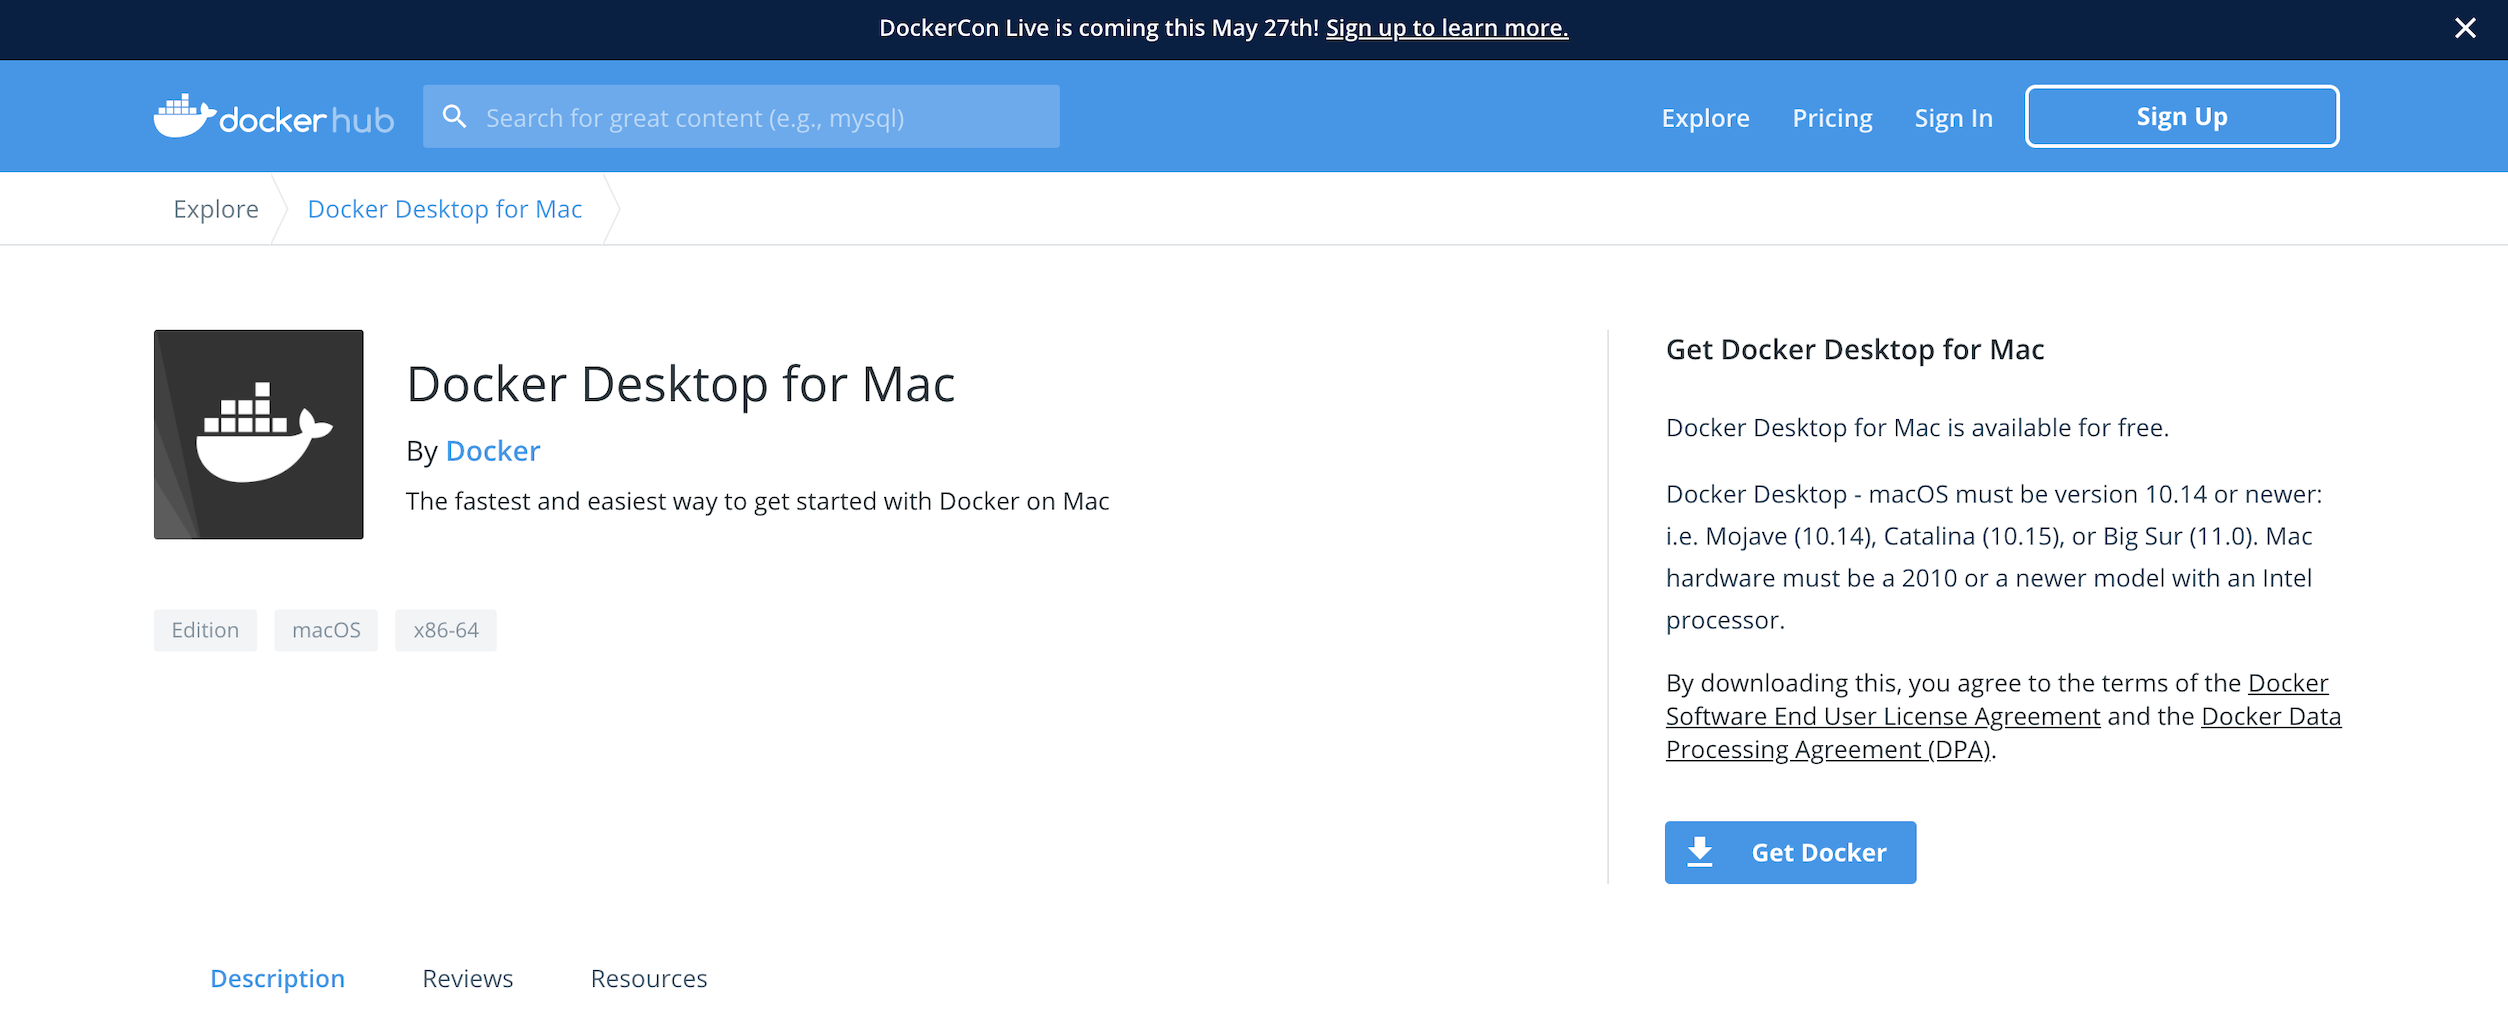 DockerCon Live is coming this May 27th! Sign up to learn more.
dockerhub
Search for great content (e.g., mysql)
Explore
Pricing
Sign In
Sign Up
Explore
Docker Desktop for Mac
Docker Desktop for Mac
By Docker
The fastest and easiest way to get started with Docker on Mac
Edition
macOS
x86-64
Get Docker Desktop for Mac
Docker Desktop for Mac is available for free.
Docker Desktop - macOS must be version 10.14 or newer:
i.e. Mojave (10.14), Catalina (10.15), or Big Sur (11.0). Mac
hardware must be a 2010 or a newer model with an Intel
processor.
By downloading this, you agree to the terms of the Docker
Software End User License Agreement and the Docker Data
Processing Agreement (DPA).
Get Docker
Description
Reviews
Resources